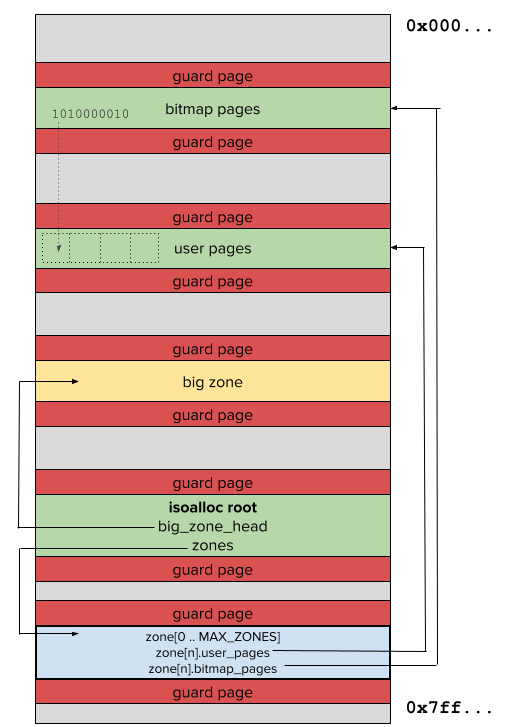 0x000...
guard page
1010000010
bitmap pages
guard page
guard page
user pages
guard page
guard page
big zone
guard page
guard page
isoalloc root
big_zone_head
zones
guard page
guard page
zone[0 .. MAX_ZONES]
zone[n].user_pages
zone[n].bitmap_pages
guard page
0x7ff...